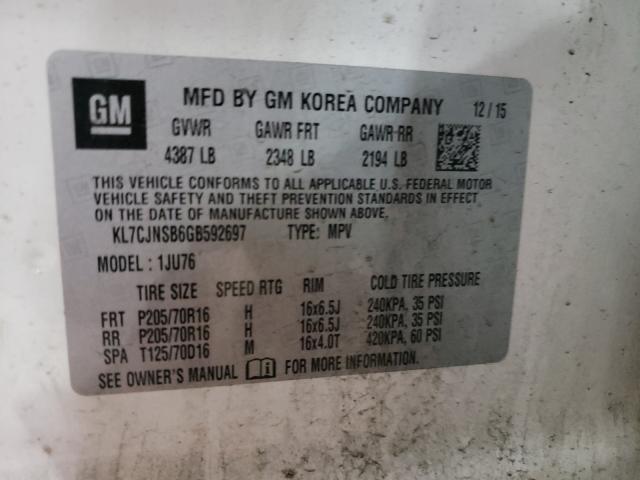 GM
MFD BY GM KOREA COMPANY 12/15
GVWR GAWR FRT GAWR RR
4387 LB 2348 LB 2194 LB
THIS VEHICLE CONFORMS TO ALL APPLICABLE U.S. FEDERAL MOTOR
VEHICLE SAFETY AND THEFT PREVENTION STANDARDS IN EFFECT
ON THE DATE OF MANUFACTURE SHOWN ABOVE.
KL7CJNSB6GB592697 TYPE: MPV
MODEL: 1JU76
TIRE SIZE SPEED RTG RIM COLD TIRE PRESSURE
FRT P205/70R16 H 16x6.5J 240KPA, 35 PSI
RR P205/70R16 H 16x6.5J 240KPA, 35 PSI
SPA T125/70D16 M 16x4.0T 420KPA, 60 PSI
SEE OWNER'S MANUAL FOR MORE INFORMATION.